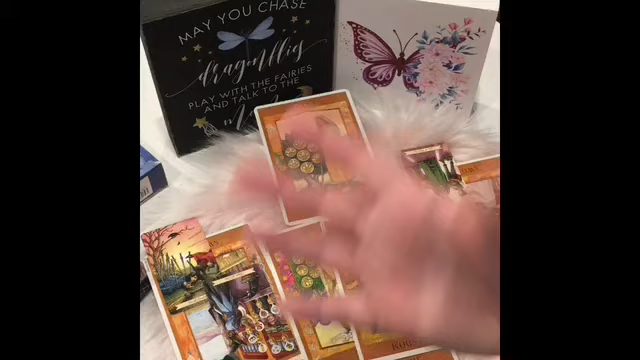 MAY YOU CHASE
dragonflies
PLAY WITH THE FAIRIES
AND TALK TO THE